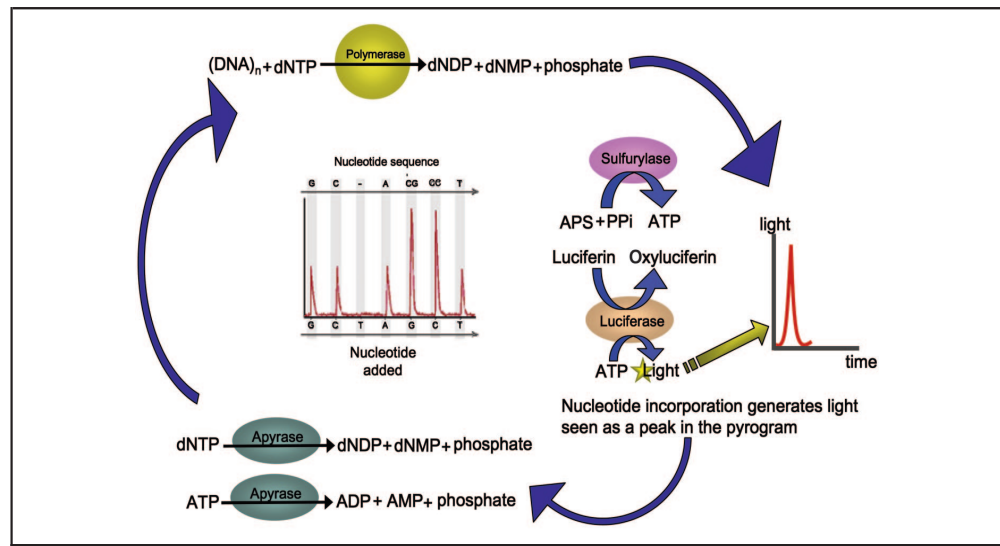 Polymerase
(DNA)n+dNTP dNDP+dNMP+phosphate
Nucleotide sequence
G C - A CG CC T
G C T A G C T
Nucleotide
added
Sulfurylase
APS+PPi ATP
Luciferin Oxyluciferin
Luciferase
ATP Light
light
time
Nucleotide incorporation generates light
seen as a peak in the pyrogram
Apyrase
dNTP dNDP+dNMP+phosphate
Apyrase
ATP ADP+AMP+phosphate